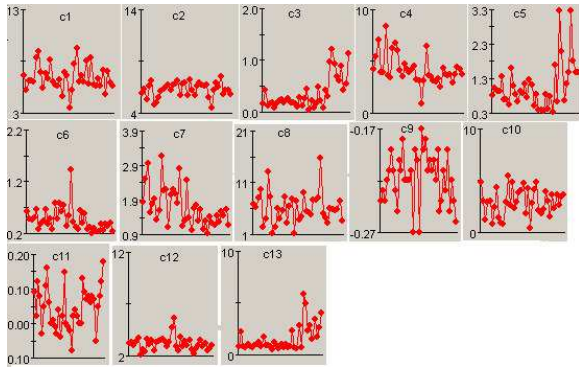 13 c1 3
14 c2 2
2.0 c3 1.0 0.0
10 c4 0
3.3 c5 2.3 1.3 0.3
2.2 c6 1.2 0.2
3.9 c7 2.9 1.9 0.9
21 c8 11 1
-0.17 c9 -0.27
10 c10 0
0.20 c11 0.10 0.00 0.10
12 c12 2
10 c13 0